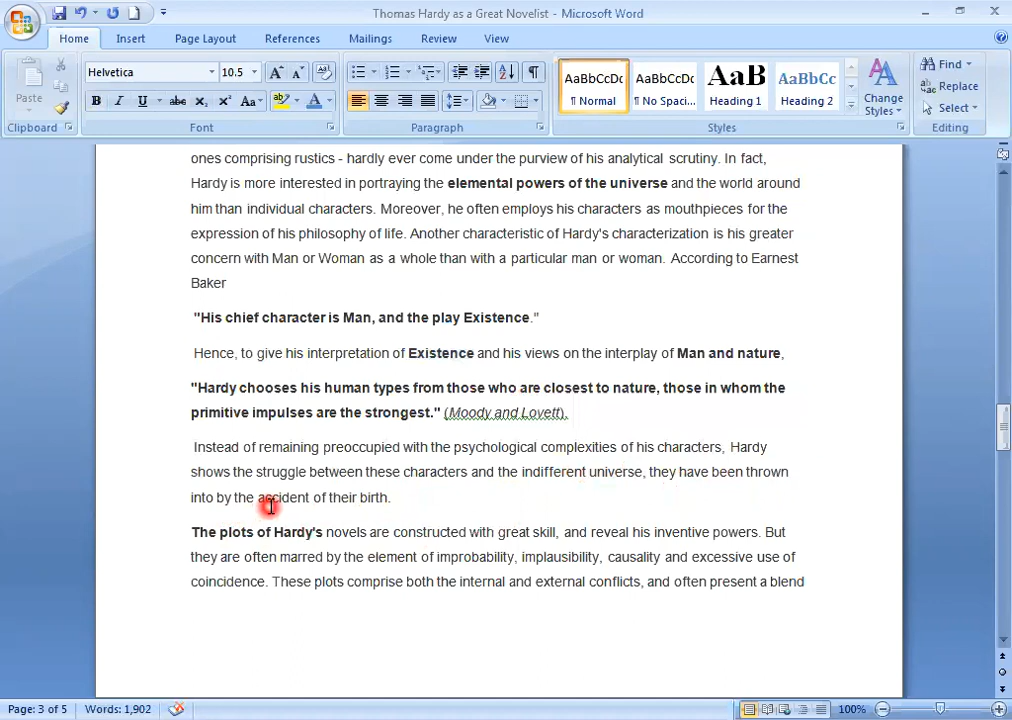 Thomas Hardy as a Great Novelist - Microsoft Word
Home Insert Page Layout References Mailings Review View
Paste
Helvetica 10.5
B I U abc X₂ X² Aa
AaBbCcDc AaBbCcDc AaB AaBbCc
¶ Normal ¶ No Spaci... Heading 1 Heading 2
Change Styles
Find
Replace
Select
Clipboard Font Paragraph Styles Editing
ones comprising rustics - hardly ever come under the purview of his analytical scrutiny. In fact,
Hardy is more interested in portraying the elemental powers of the universe and the world around
him than individual characters. Moreover, he often employs his characters as mouthpieces for the
expression of his philosophy of life. Another characteristic of Hardy's characterization is his greater
concern with Man or Woman as a whole than with a particular man or woman. According to Earnest
Baker
"His chief character is Man, and the play Existence."
Hence, to give his interpretation of Existence and his views on the interplay of Man and nature,
"Hardy chooses his human types from those who are closest to nature, those in whom the
primitive impulses are the strongest." (Moody and Lovett).
Instead of remaining preoccupied with the psychological complexities of his characters, Hardy
shows the struggle between these characters and the indifferent universe, they have been thrown
into by the accident of their birth.
The plots of Hardy's novels are constructed with great skill, and reveal his inventive powers. But
they are often marred by the element of improbability, implausibility, causality and excessive use of
coincidence. These plots comprise both the internal and external conflicts, and often present a blend
Page: 3 of 5 Words: 1,902 100%